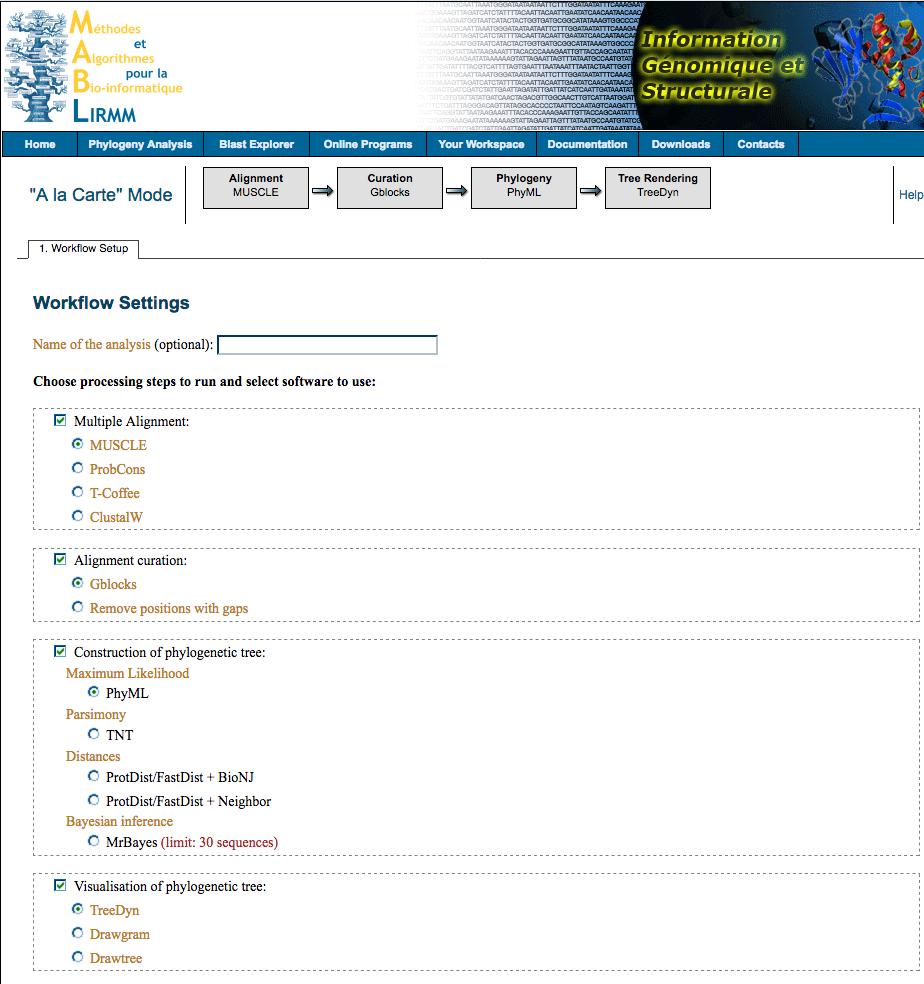 Méthodes
et
Algorithmes
pour la
Bio-informatique
LIRMM
Information
Génomique et
Structurale
Home Phylogeny Analysis Blast Explorer Online Programs Your Workspace Documentation Downloads Contacts
"A la Carte" Mode
Alignment
MUSCLE
Curation
Gblocks
Phylogeny
PhyML
Tree Rendering
TreeDyn
Help
1. Workflow Setup
Workflow Settings
Name of the analysis (optional):
Choose processing steps to run and select software to use:
Multiple Alignment:
MUSCLE
ProbCons
T-Coffee
ClustalW
Alignment curation:
Gblocks
Remove positions with gaps
Construction of phylogenetic tree:
Maximum Likelihood
PhyML
Parsimony
TNT
Distances
ProtDist/FastDist + BioNJ
ProtDist/FastDist + Neighbor
Bayesian inference
MrBayes (limit: 30 sequences)
Visualisation of phylogenetic tree:
TreeDyn
Drawgram
Drawtree